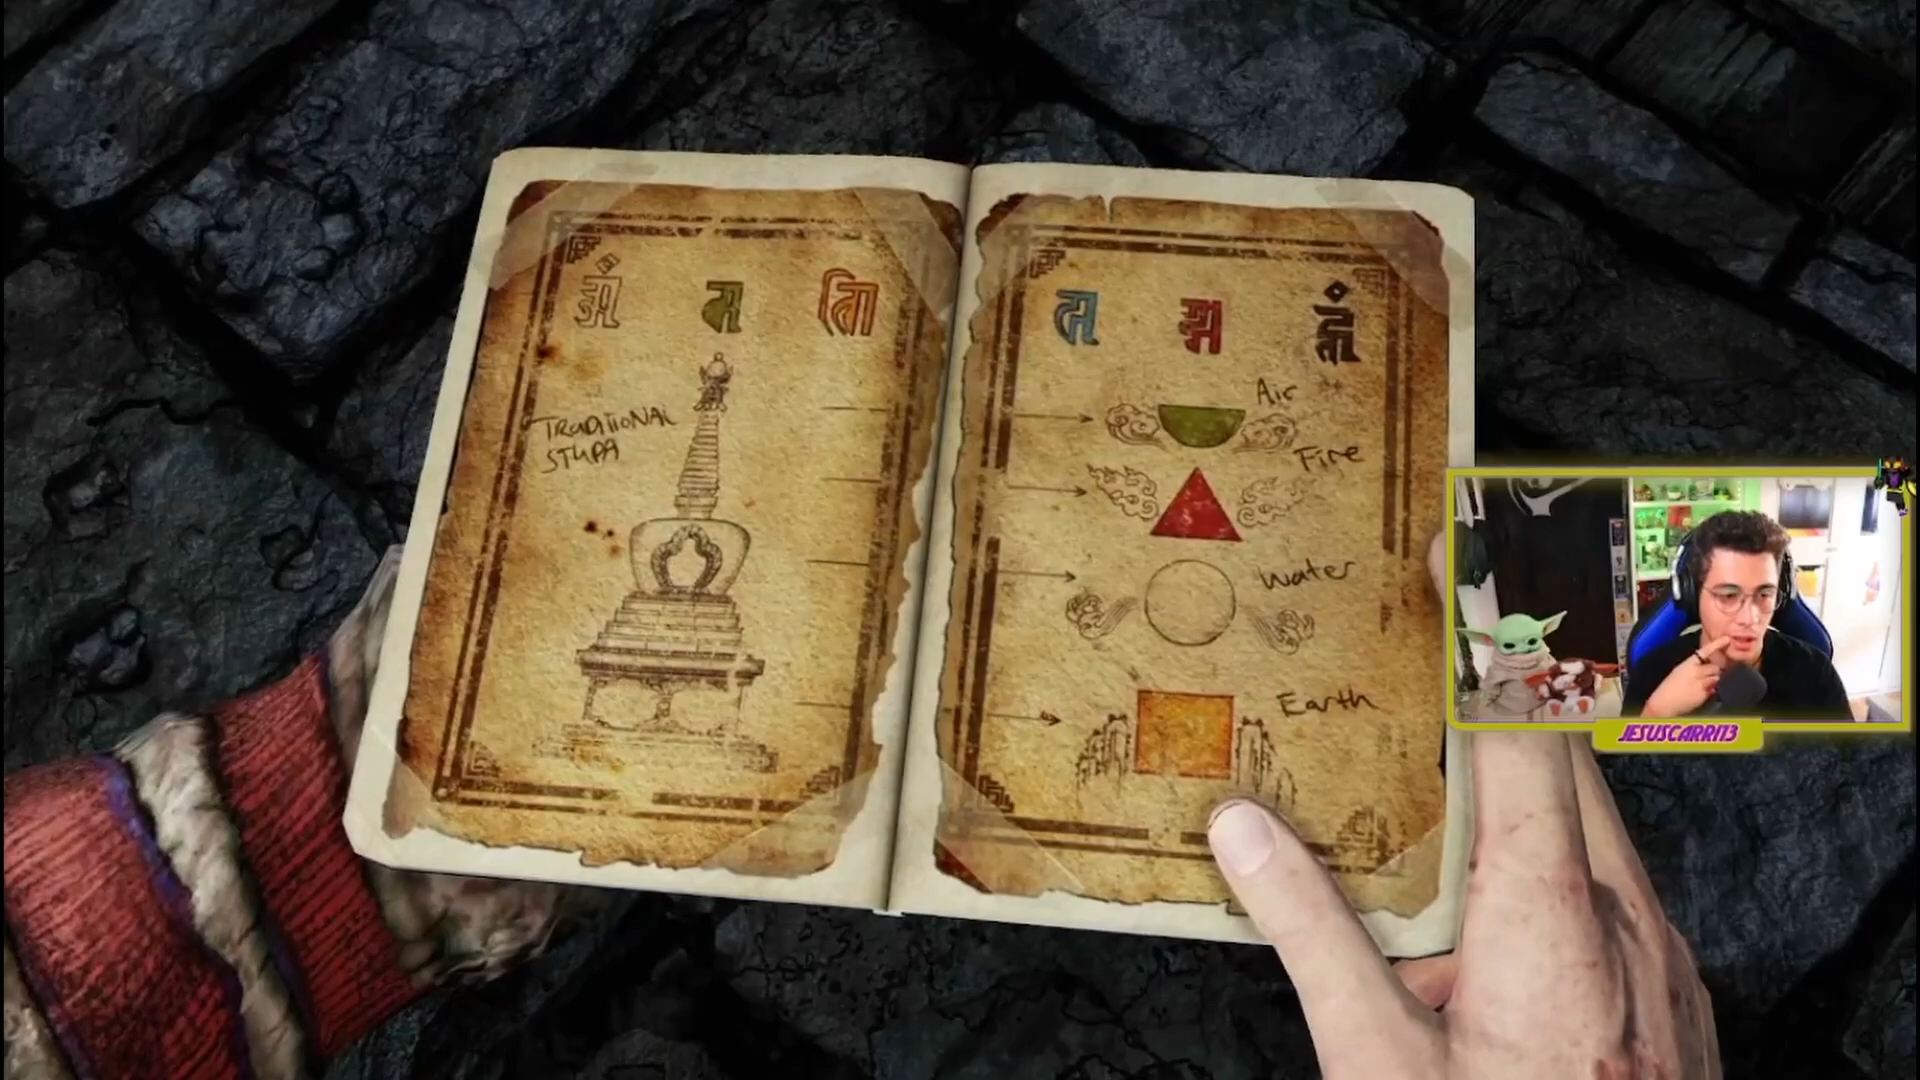 TRADITIONAL
STUPA
Air
Fire
Water
Earth
JESUSCARRI13